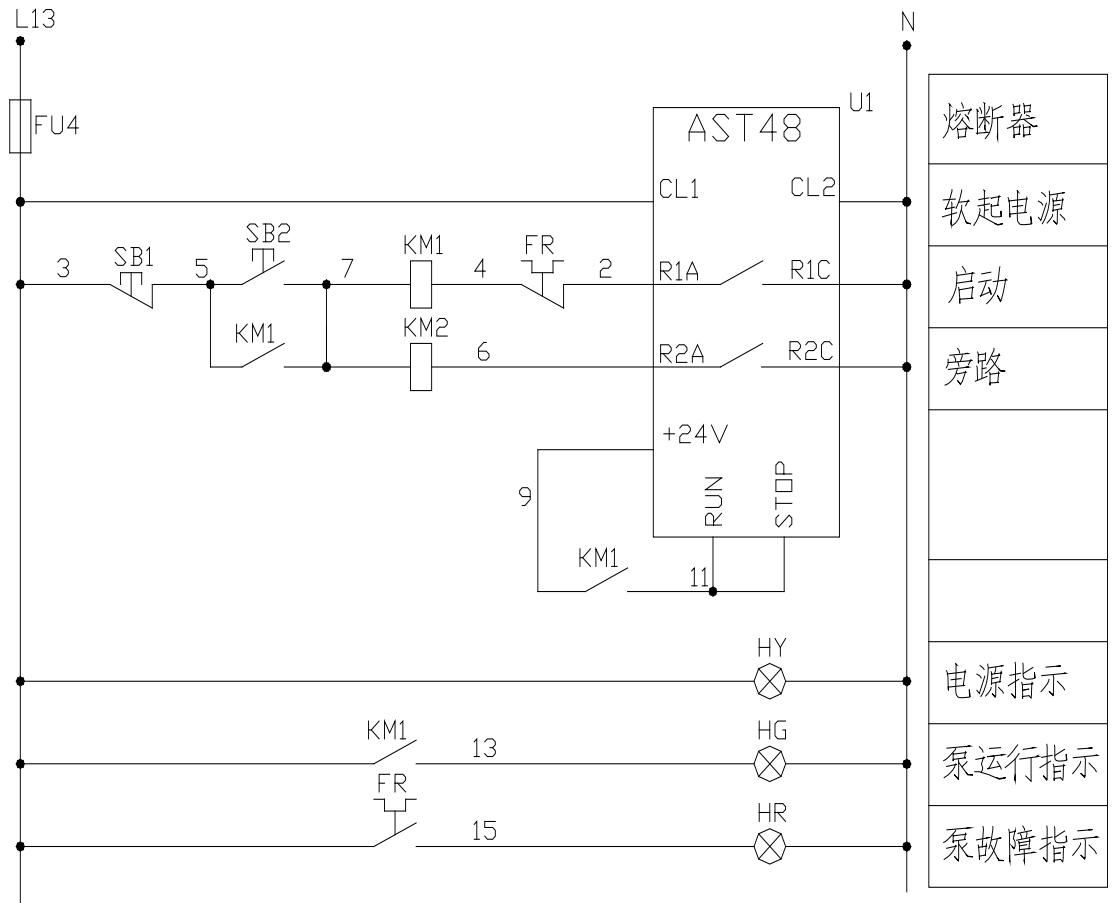 L13
N
FU4
U1
AST48
熔断器
CL1
CL2
软起电源
3
SB1
5
SB2
7
KM1
4
FR
2
R1A
R1C
启动
KM1
KM2
6
R2A
R2C
旁路
+24V
9
RUN
STOP
KM1
11
HY
电源指示
KM1
13
HG
泵运行指示
FR
15
HR
泵故障指示